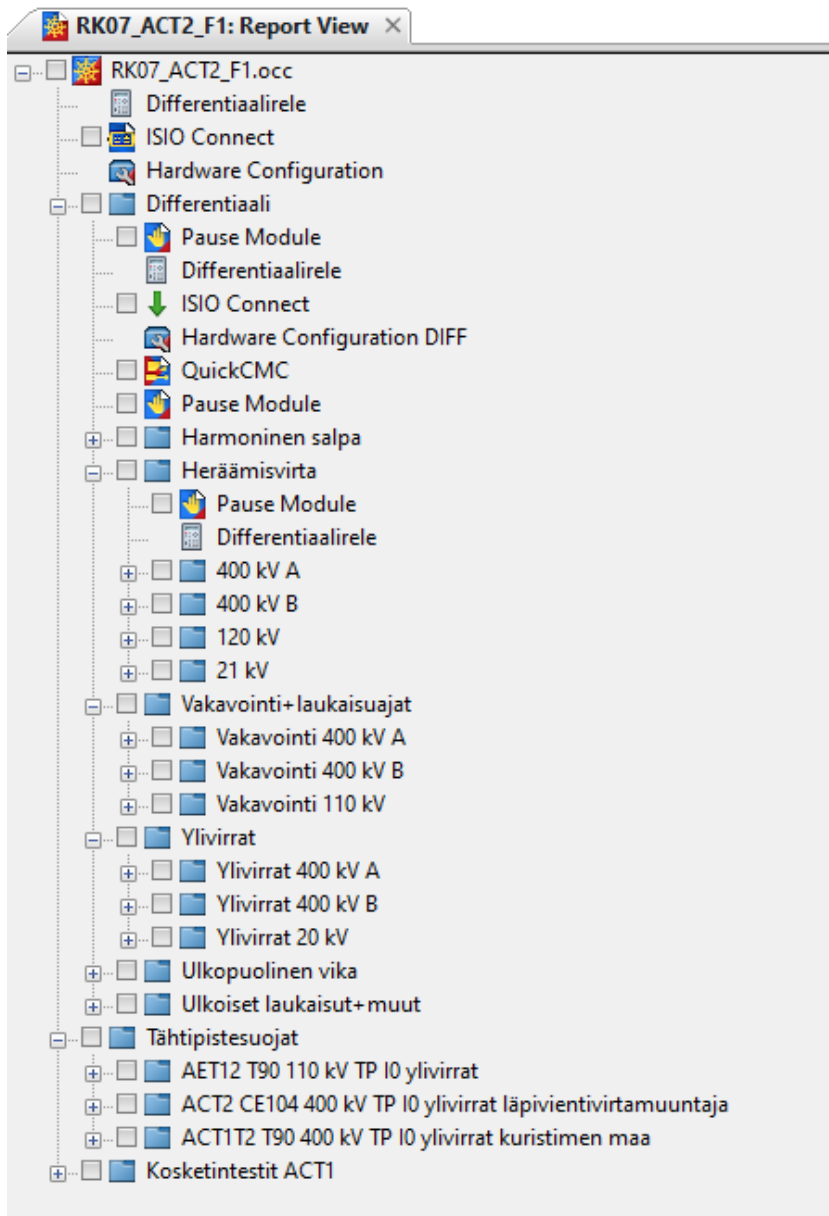 RK07_ACT2_F1: Report View
RK07_ACT2_F1.occ
Differentiaalirele
ISIO Connect
Hardware Configuration
Differentiaali
Pause Module
Differentiaalirele
ISIO Connect
Hardware Configuration DIFF
QuickCMC
Pause Module
Harmoninen salpa
Heräämisvirta
Pause Module
Differentiaalirele
400 kV A
400 kV B
120 kV
21 kV
Vakavointi+laukaisuajat
Vakavointi 400 kV A
Vakavointi 400 kV B
Vakavointi 110 kV
Ylivirrat
Ylivirrat 400 kV A
Ylivirrat 400 kV B
Ylivirrat 20 kV
Ulkopuolinen vika
Ulkoiset laukaisut+muut
Tähtipistesuojat
AET12 T90 110 kV TP I0 ylivirrat
ACT2 CE104 400 kV TP I0 ylivirrat läpivientivirtamuuntaja
ACT1T2 T90 400 kV TP I0 ylivirrat kuristimen maa
Kosketintestit ACT1